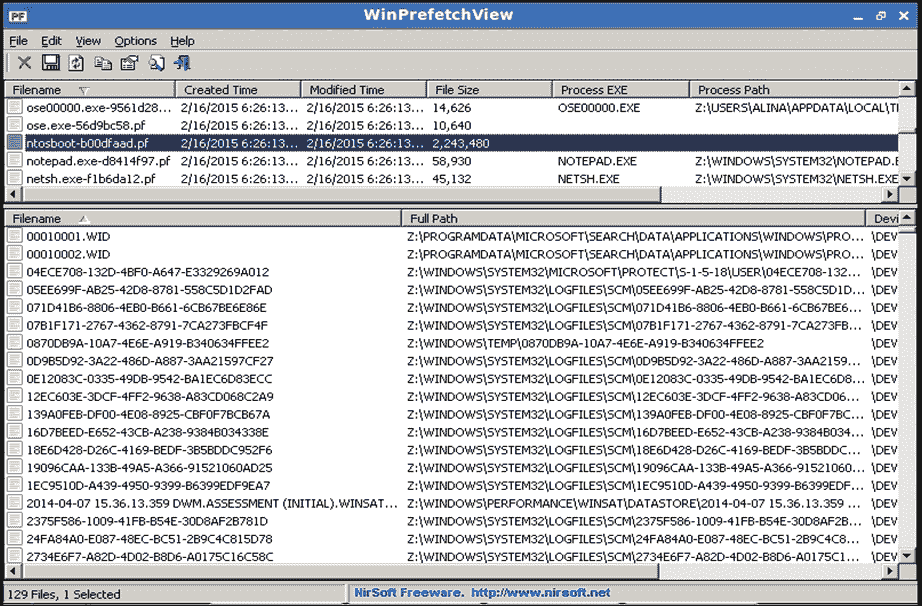 PF WinPrefetchView
File Edit View Options Help
Filename Created Time Modified Time File Size Process EXE Process Path
ose00000.exe-9561d28... 2/16/2015 6:26:13... 2/16/2015 6:26:13... 14,626 OSE00000.EXE Z:\USERS\ALINA\APPDATA\LOCAL\T
ose.exe-56d9bc58.pf 2/16/2015 6:26:13... 2/16/2015 6:26:13... 10,640
ntosboot-b00dfaad.pf 2/16/2015 6:26:13... 2/16/2015 6:26:13... 2,243,480
notepad.exe-d8414f97.pf 2/16/2015 6:26:13... 2/16/2015 6:26:13... 58,930 NOTEPAD.EXE Z:\WINDOWS\SYSTEM32\NOTEPAD.E
netsh.exe-f1b6da12.pf 2/16/2015 6:26:13... 2/16/2015 6:26:13... 45,132 NETSH.EXE Z:\WINDOWS\SYSTEM32\NETSH.EXE
Filename Full Path Devi
00010001.WID Z:\PROGRAMDATA\MICROSOFT\SEARCH\DATA\APPLICATIONS\WINDOWS\PRO... \DEV
00010002.WID Z:\PROGRAMDATA\MICROSOFT\SEARCH\DATA\APPLICATIONS\WINDOWS\PRO... \DEV
04ECE708-132D-4BF0-A647-E3329269A012 Z:\WINDOWS\SYSTEM32\MICROSOFT\PROTECT\S-1-5-18\USER\04ECE708-132... \DEV
05EE699F-AB25-42D8-8781-558C5D1D2FAD Z:\WINDOWS\SYSTEM32\LOGFILES\SCM\05EE699F-AB25-42D8-8781-558C5D1D... \DEV
071D41B6-8806-4EB0-B661-6CB67BE6E86E Z:\WINDOWS\SYSTEM32\LOGFILES\SCM\071D41B6-8806-4EB0-B661-6CB67BE6... \DEV
07B1F171-2767-4362-8791-7CA273FBCF4F Z:\WINDOWS\SYSTEM32\LOGFILES\SCM\07B1F171-2767-4362-8791-7CA273FB... \DEV
0870DB9A-10A7-4E6E-A919-B340634FFEE2 Z:\WINDOWS\TEMP\0870DB9A-10A7-4E6E-A919-B340634FFEE2 \DEV
0D9B5D92-3A22-486D-A887-3AA21597CF27 Z:\WINDOWS\SYSTEM32\LOGFILES\SCM\0D9B5D92-3A22-486D-A887-3AA2159... \DEV
0E12083C-0335-49DB-9542-BA1EC6D83ECC Z:\WINDOWS\SYSTEM32\LOGFILES\SCM\0E12083C-0335-49DB-9542-BA1EC6D8... \DEV
12EC603E-3DCF-4FF2-9638-A83CD068C2A9 Z:\WINDOWS\SYSTEM32\LOGFILES\SCM\12EC603E-3DCF-4FF2-9638-A83CD06... \DEV
139A0FEB-DF00-4E08-8925-CBF0F7BCB67A Z:\WINDOWS\SYSTEM32\LOGFILES\SCM\139A0FEB-DF00-4E08-8925-CBF0F7BC... \DEV
16D7BEED-E652-43CB-A238-9384B034338E Z:\WINDOWS\SYSTEM32\LOGFILES\SCM\16D7BEED-E652-43CB-A238-9384B034... \DEV
18E6D428-D26C-4169-BEDF-3B5BDDC952F6 Z:\WINDOWS\SYSTEM32\LOGFILES\SCM\18E6D428-D26C-4169-BEDF-3B5BDDC... \DEV
19096CAA-133B-49A5-A366-91521060AD25 Z:\WINDOWS\SYSTEM32\LOGFILES\SCM\19096CAA-133B-49A5-A366-91521060... \DEV
1EC9510D-A439-4950-9399-B6399EDF9EA7 Z:\WINDOWS\SYSTEM32\LOGFILES\SCM\1EC9510D-A439-4950-9399-B6399EDF... \DEV
2014-04-07 15.36.13.359 DWM.ASSESSMENT (INITIAL).WINSAT... Z:\WINDOWS\PERFORMANCE\WINSAT\DATASTORE\2014-04-07 15.36.13.359 ... \DEV
2375F586-1009-41FB-B54E-30D8AF2B781D Z:\WINDOWS\SYSTEM32\LOGFILES\SCM\2375F586-1009-41FB-B54E-30D8AF2B... \DEV
24FA84A0-E087-48EC-BC51-2B9C4C815D78 Z:\WINDOWS\SYSTEM32\LOGFILES\SCM\24FA84A0-E087-48EC-BC51-2B9C4C8... \DEV
2734E6F7-A82D-4D02-B8D6-A0175C16C58C Z:\WINDOWS\SYSTEM32\LOGFILES\SCM\2734E6F7-A82D-4D02-B8D6-A0175C1... \DEV
129 Files, 1 Selected NirSoft Freeware. http://www.nirsoft.net